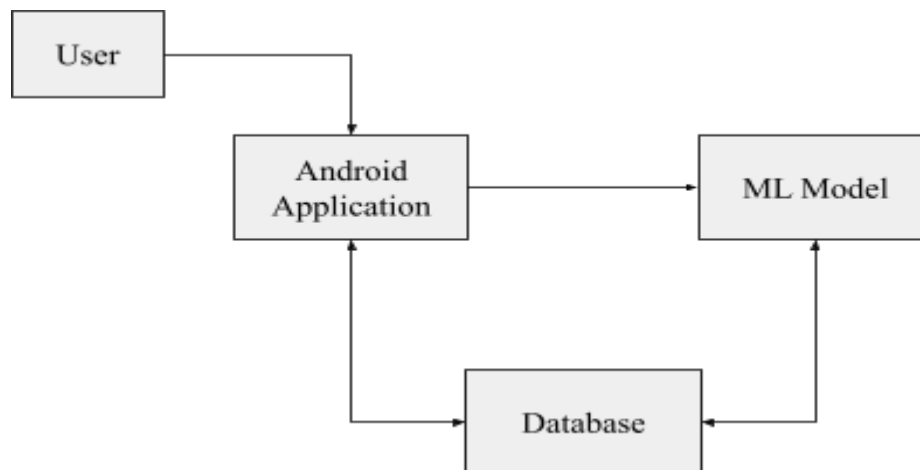 User
Android
Application
ML Model
Database